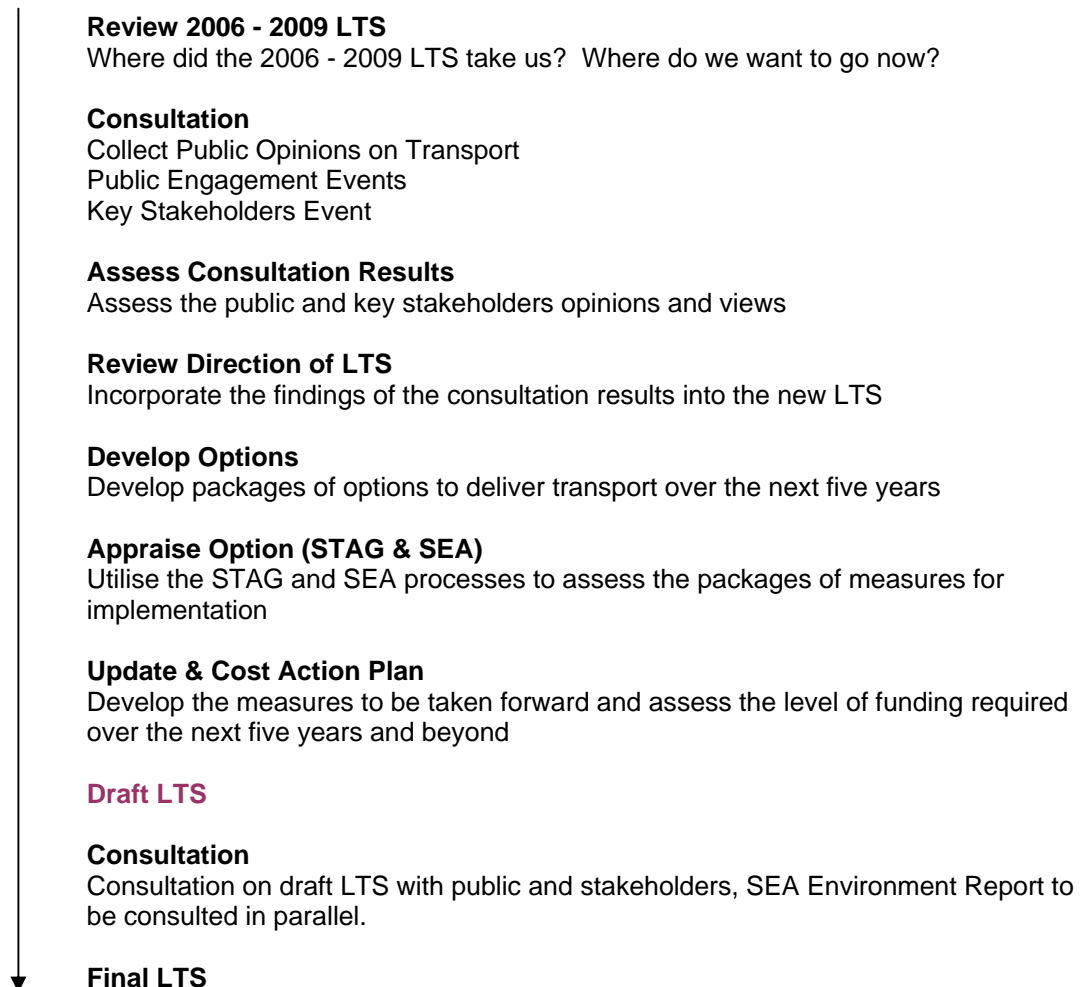 Review 2006 - 2009 LTS
Where did the 2006 - 2009 LTS take us?  Where do we want to go now?
Consultation
Collect Public Opinions on Transport
Public Engagement Events
Key Stakeholders Event
Assess Consultation Results
Assess the public and key stakeholders opinions and views
Review Direction of LTS
Incorporate the findings of the consultation results into the new LTS
Develop Options
Develop packages of options to deliver transport over the next five years
Appraise Option (STAG & SEA)
Utilise the STAG and SEA processes to assess the packages of measures for
implementation
Update & Cost Action Plan
Develop the measures to be taken forward and assess the level of funding required
over the next five years and beyond
Draft LTS
Consultation
Consultation on draft LTS with public and stakeholders, SEA Environment Report to
be consulted in parallel.
Final LTS